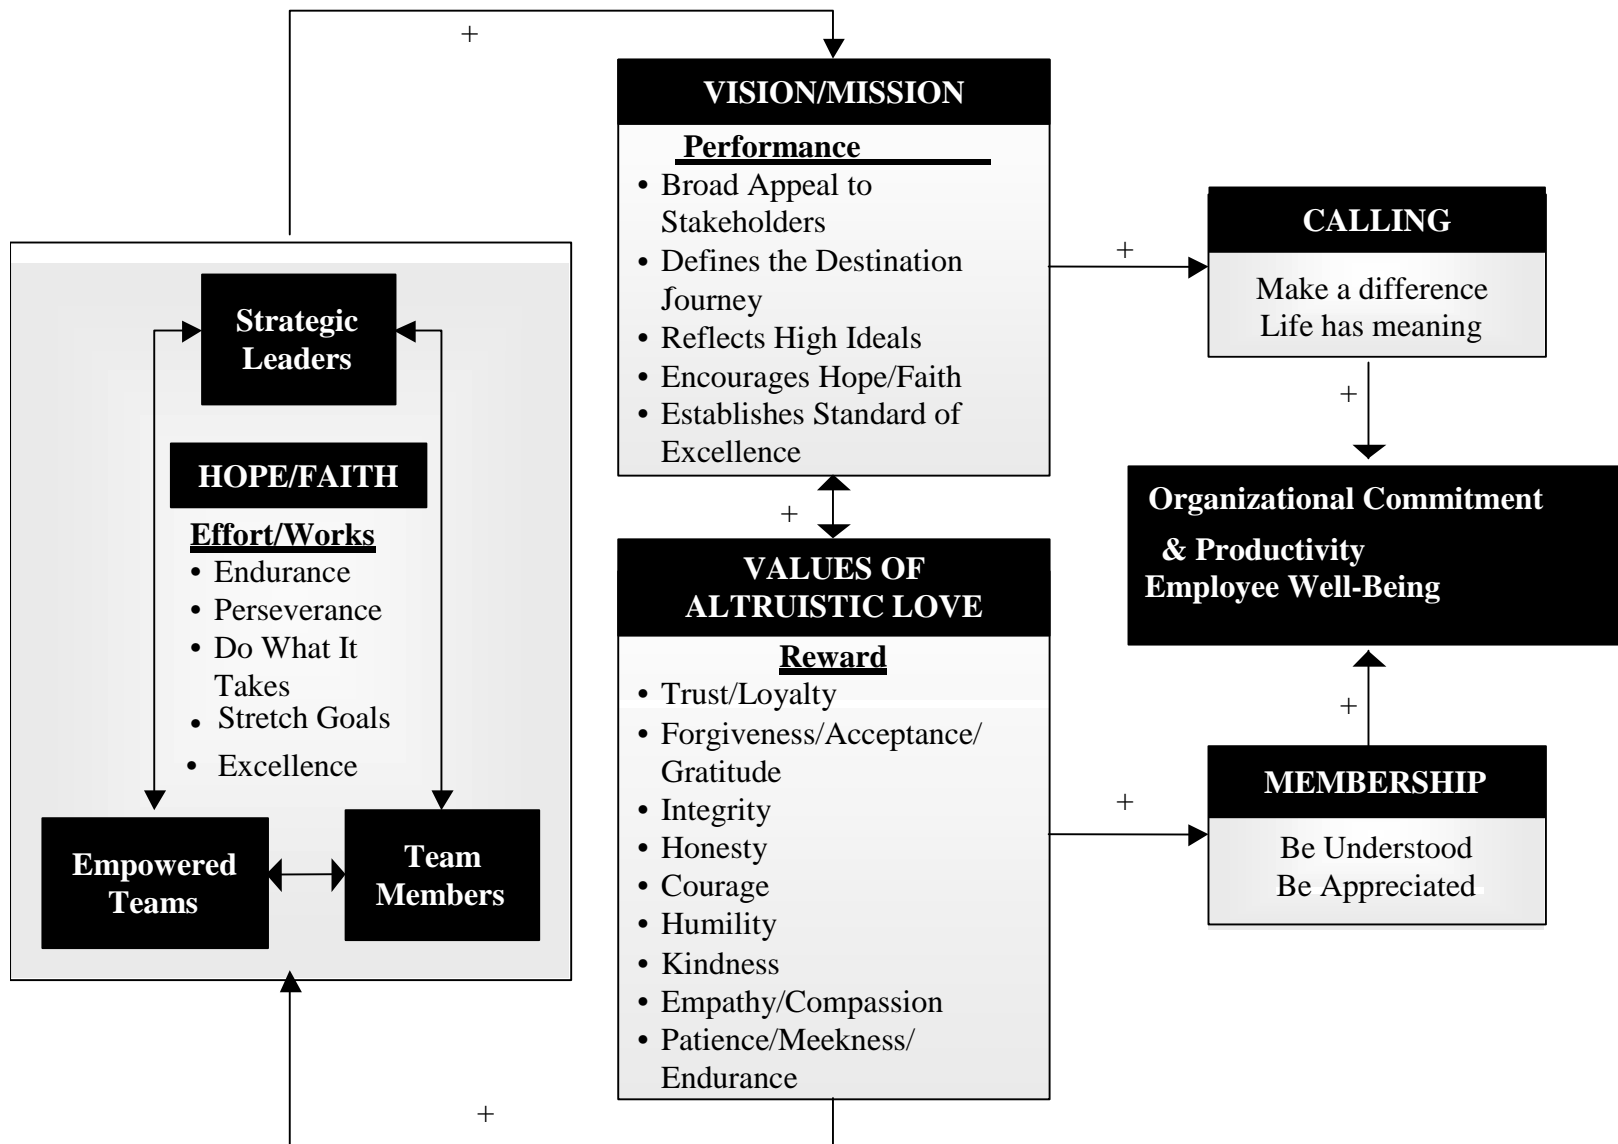 +
VISION/MISSION
Performance
• Broad Appeal to
Stakeholders
• Defines the Destination
Journey
• Reflects High Ideals
• Encourages Hope/Faith
• Establishes Standard of
Excellence
+
CALLING
Make a difference
Life has meaning
+
Strategic
Leaders
HOPE/FAITH
Effort/Works
• Endurance
• Perseverance
• Do What It
Takes
• Stretch Goals
• Excellence
Empowered
Teams
Team
Members
+
VALUES OF
ALTRUISTIC LOVE
Reward
• Trust/Loyalty
• Forgiveness/Acceptance/
Gratitude
• Integrity
• Honesty
• Courage
• Humility
• Kindness
• Empathy/Compassion
• Patience/Meekness/
Endurance
Organizational Commitment
& Productivity
Employee Well-Being
+
+
MEMBERSHIP
Be Understood
Be Appreciated
+